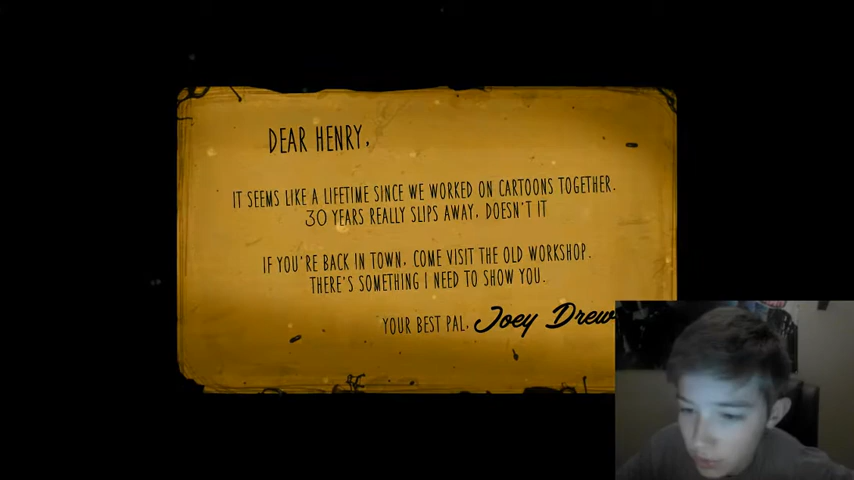 DEAR HENRY,
IT SEEMS LIKE A LIFETIME SINCE WE WORKED ON CARTOONS TOGETHER.
30 YEARS REALLY SLIPS AWAY, DOESN'T IT
IF YOU'RE BACK IN TOWN, COME VISIT THE OLD WORKSHOP.
THERE'S SOMETHING I NEED TO SHOW YOU.
YOUR BEST PAL, Joey Drew